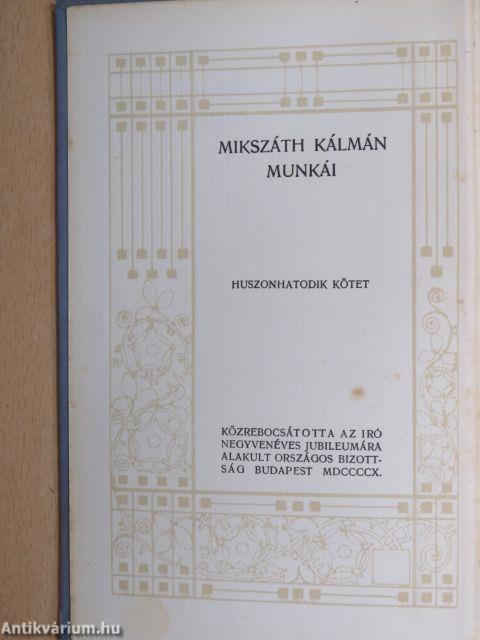 MIKSZÁTH KÁLMÁN
MUNKÁI
HUSZONHATODIK KÖTET
KÖZREBOCSÁTOTTA AZ IRÓ
NEGYVENÉVES JUBILEUMÁRA
ALAKULT ORSZÁGOS BIZOTT-
SÁG BUDAPEST MDCCCCX.
Antikvárium.hu